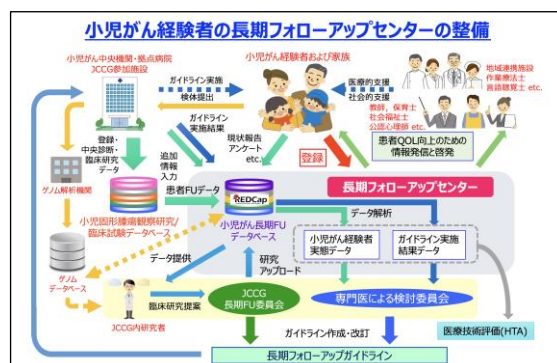 小児がん経験者の長期フォローアップセンターの整備
小児がん中央機関・拠点病院
JCCG参加施設
小児がん経験者および家族
ガイドライン実施
検体提出
医療的支援
社会的支援
地域連携施設
作業療法士
言語聴覚士 etc.
教師，保育士
社会福祉士
公認心理師 etc.
ガイドライン
実施結果
現状報告
アンケート
etc.
登録
患者QOL向上のための
情報発信と啓発
登録・
中央診断・
臨床研究
データ
追加
情報
入力
ゲノム解析機関
患者FUデータ
長期フォローアップセンター
REDCap
小児固形腫瘍観察研究/
臨床試験データベース
小児がん長期FU
データベース
データ解析
小児がん経験者
実態データ
ガイドライン実施
結果データ
ゲノム
データベース
データ提供
研究
アップロード
JCCG内研究者
臨床研究提案
JCCG
長期FU委員会
専門医による検討委員会
医療技術評価(HTA)
ガイドライン作成・改訂
長期フォローアップガイドライン